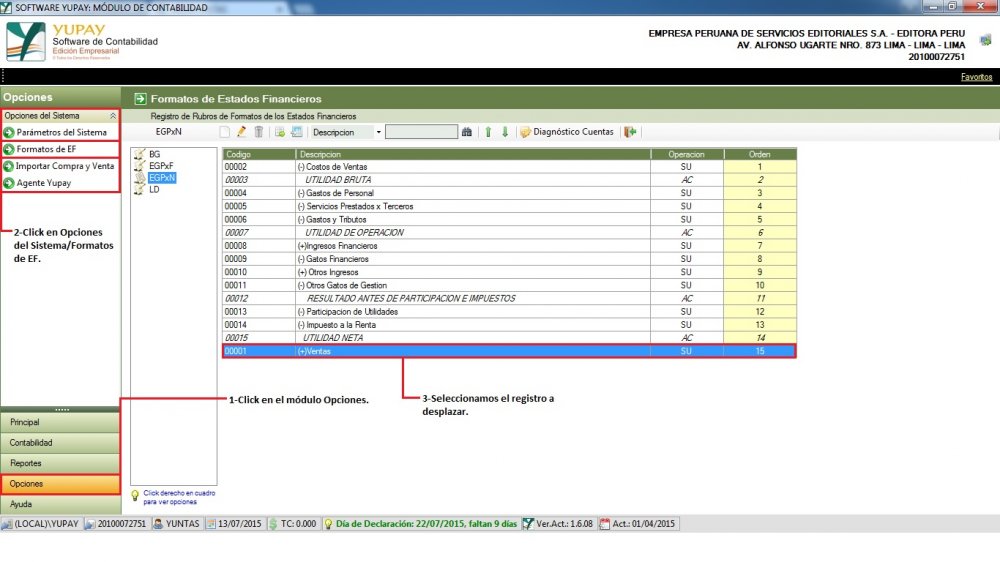 SOFTWARE YUPAY: MÓDULO DE CONTABILIDAD
YUPAY
Software de Contabilidad
Edición Empresarial
EMPRESA PERUANA DE SERVICIOS EDITORIALES S.A. - EDITORA PERU
AV. ALFONSO UGARTE NRO. 873 LIMA - LIMA - LIMA
20100072751
Favoritos
Opciones
Formatos de Estados Financieros
Opciones del Sistema
Registro de Rubros de Formatos de los Estados Financieros
Parámetros del Sistema
EGPxN
Descripcion
Diagnóstico Cuentas
Formatos de EF
Importar Compra y Venta
Agente Yupay
BG
EGPxF
EGPxN
LD
Codigo Descripcion Operacion Orden
00002 (-) Costos de Ventas SU 1
00003 UTILIDAD BRUTA AC 2
00004 (-) Gastos de Personal SU 3
00005 (-) Servicios Prestados x Terceros SU 4
00006 (-) Gastos y Tributos SU 5
00007 UTILIDAD DE OPERACION AC 6
00008 (+)Ingresos Financieros SU 7
00009 (-) Gatos Financieros SU 8
00010 (+) Otros Ingresos SU 9
00011 (-) Otros Gatos de Gestion SU 10
00012 RESULTADO ANTES DE PARTICIPACION E IMPUESTOS AC 11
00013 (-) Participacion de Utilidades SU 12
00014 (-) Impuesto a la Renta SU 13
00015 UTILIDAD NETA AC 14
00001 (+)Ventas SU 15
2-Click en Opciones
del Sistema/Formatos
de EF.
1-Click en el módulo Opciones.
3-Seleccionamos el registro a
desplazar.
Principal
Contabilidad
Reportes
Opciones
Ayuda
Click derecho en cuadro
para ver opciones
(LOCAL)\YUPAY 20100072751 YUNTAS 13/07/2015 TC: 0.000 Día de Declaración: 22/07/2015, faltan 9 días Ver.Act.: 1.6.08 Act.: 01/04/2015